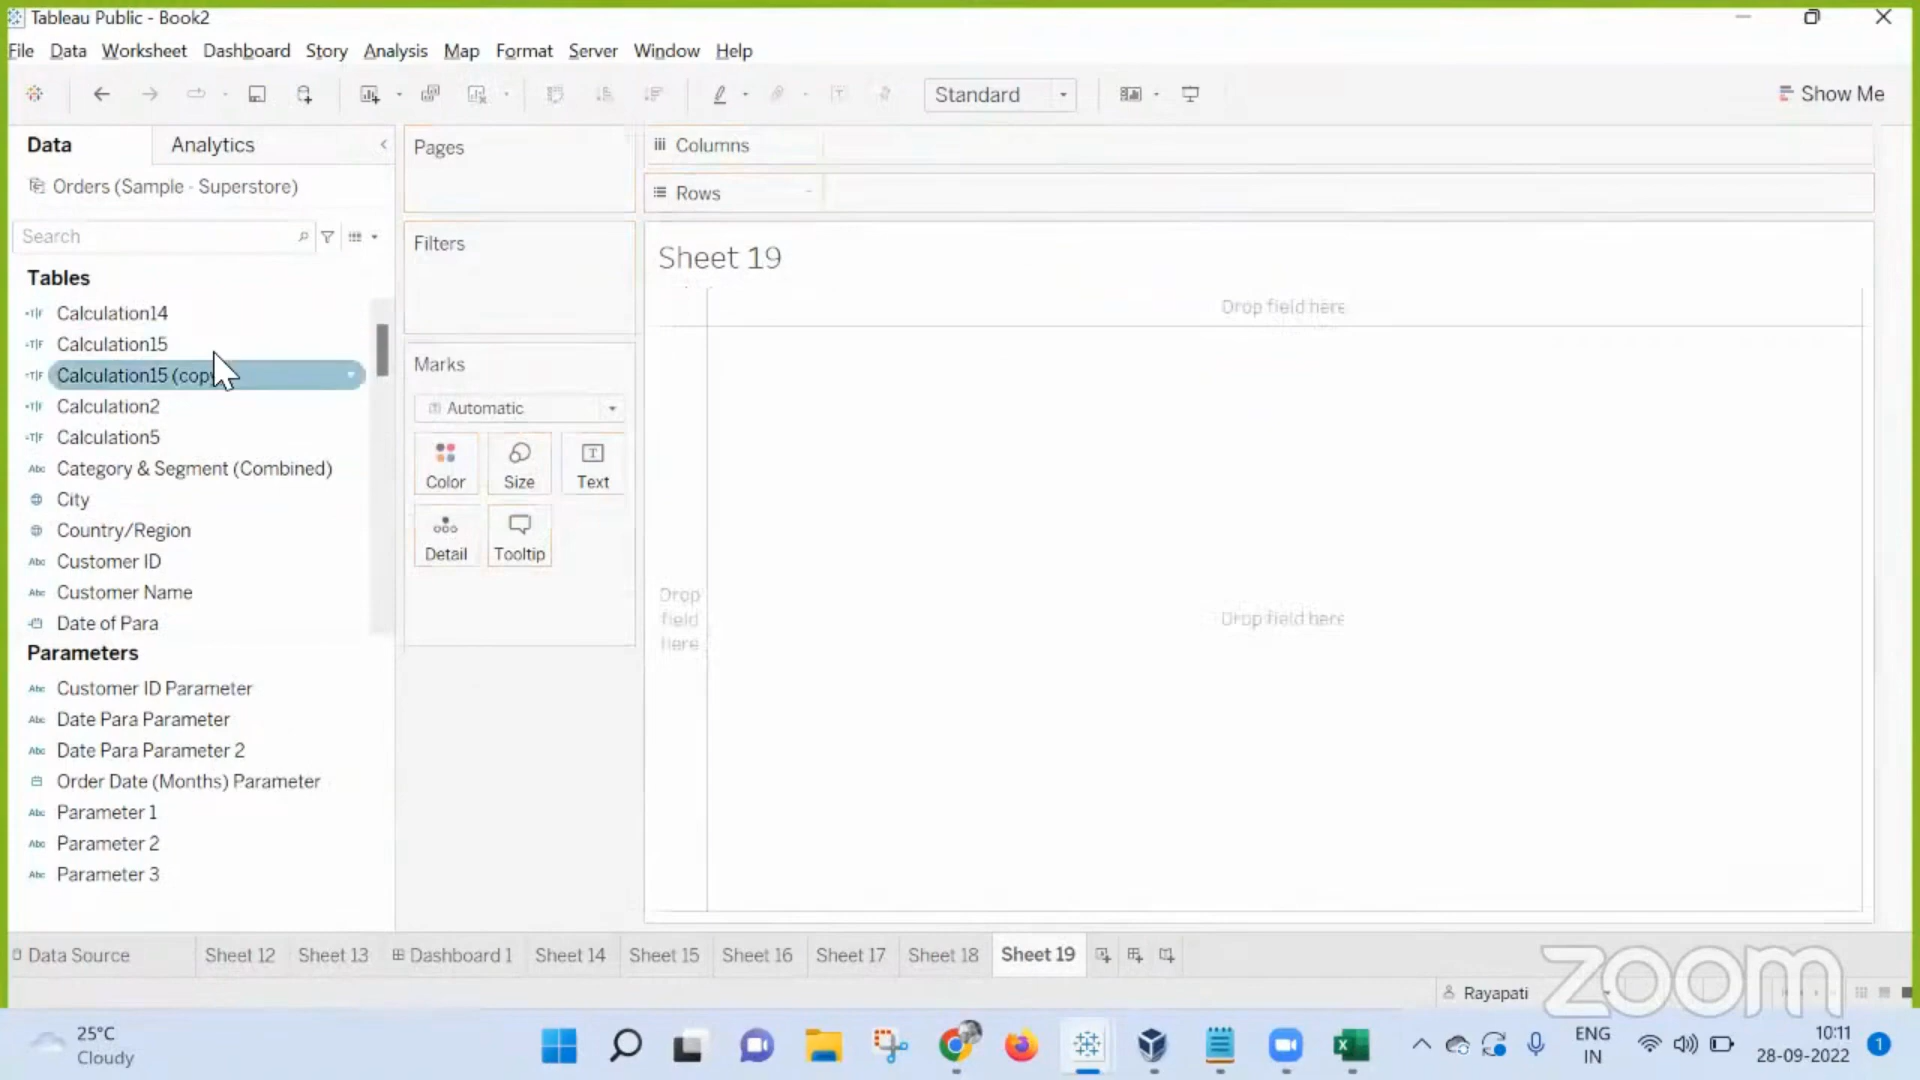 Tableau Public - Book2
File Data Worksheet Dashboard Story Analysis Map Format Server Window Help
Standard
Show Me
Data
Analytics
Pages
Columns
Orders (Sample - Superstore)
Rows
Search
Filters
Sheet 19
Tables
Calculation14
Drop field here
Calculation15
Calculation15 (copy
Marks
Calculation2
Automatic
Calculation5
Category & Segment (Combined)
Color Size Text
City
Country/Region
Detail Tooltip
Customer ID
Customer Name
Drop field here
Drop field here
Date of Para
Parameters
Customer ID Parameter
Date Para Parameter
Date Para Parameter 2
Order Date (Months) Parameter
Parameter 1
Parameter 2
Parameter 3
Data Source Sheet 12 Sheet 13 Dashboard 1 Sheet 14 Sheet 15 Sheet 16 Sheet 17 Sheet 18 Sheet 19
Rayapati
zoom
25°C
Cloudy
ENG
IN
10:11
28-09-2022
1